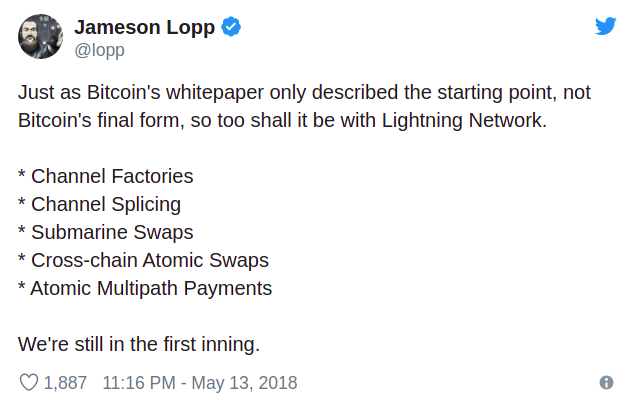 Jameson Lopp
@lopp
Just as Bitcoin's whitepaper only described the starting point, not
Bitcoin's final form, so too shall it be with Lightning Network.
* Channel Factories
* Channel Splicing
* Submarine Swaps
* Cross-chain Atomic Swaps
* Atomic Multipath Payments
We're still in the first inning.
1,887 11:16 PM - May 13, 2018